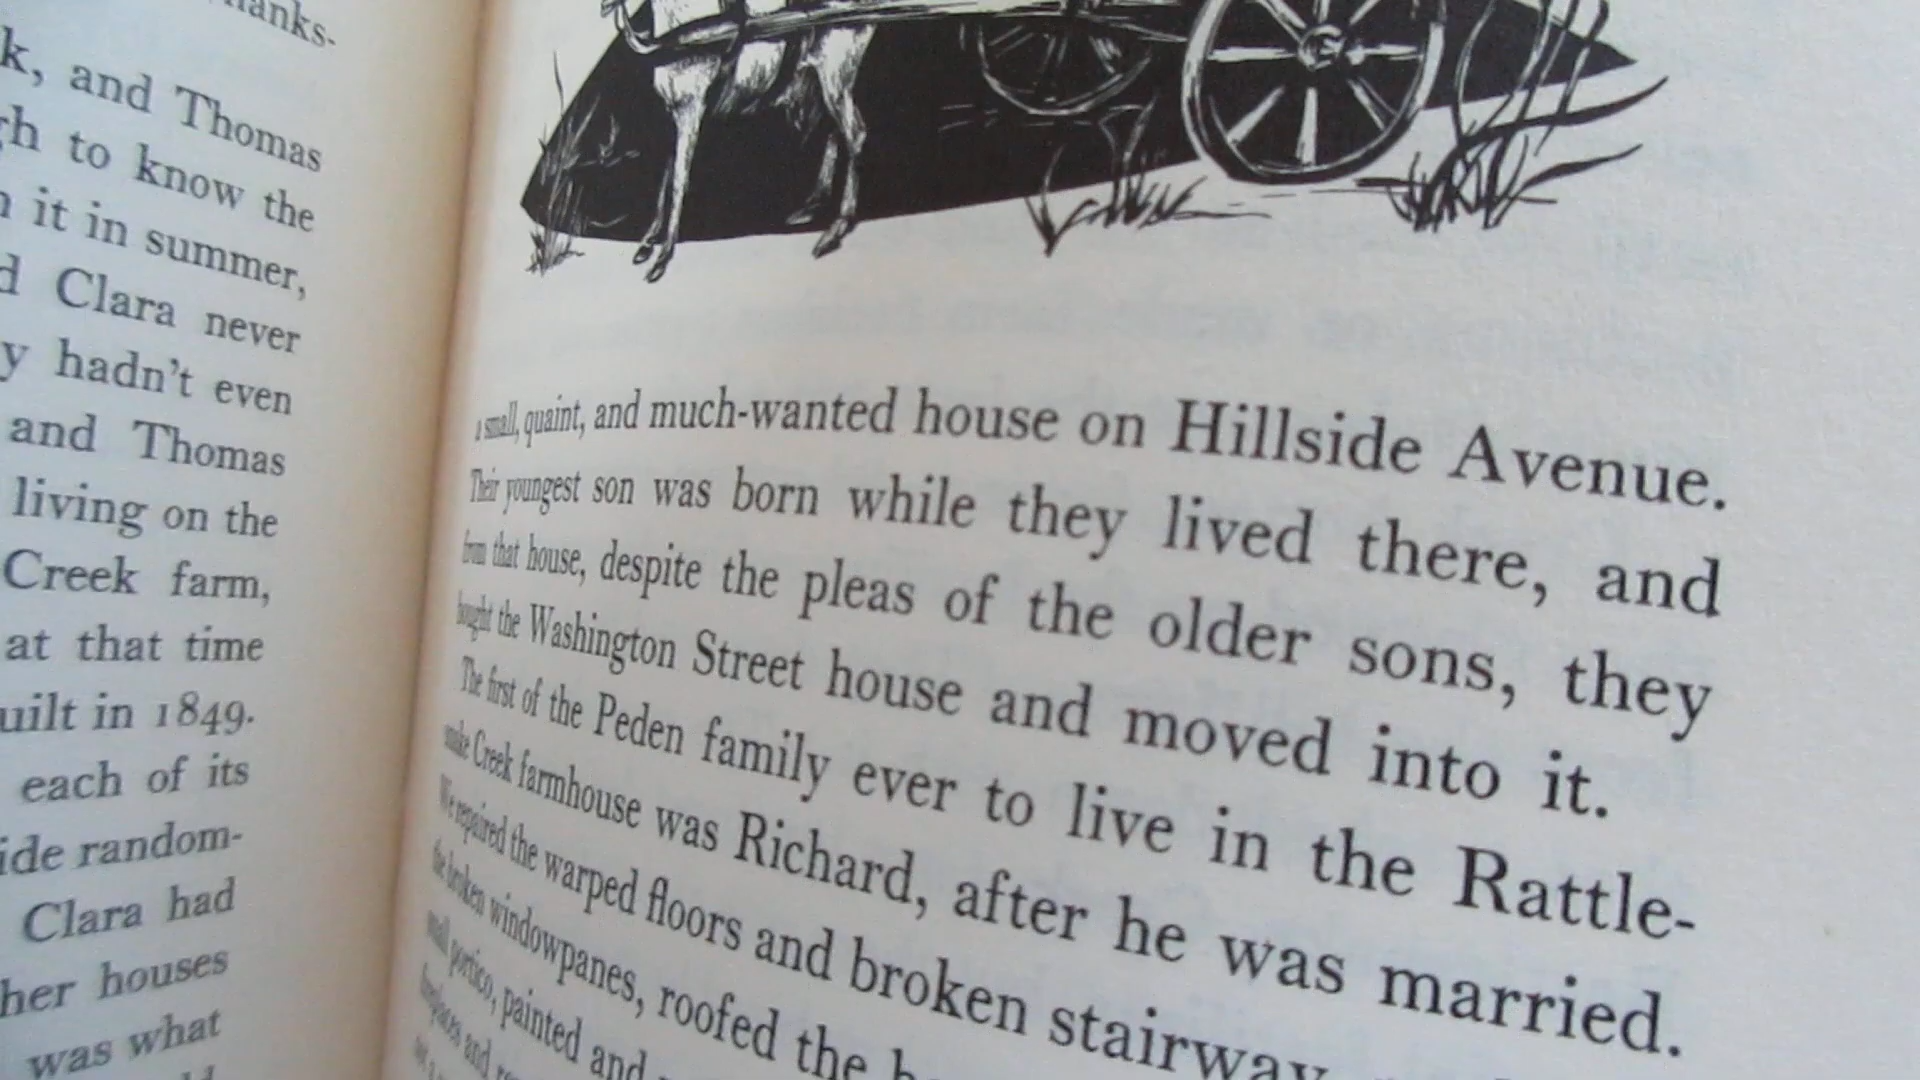 hanks-
k, and Thomas
gh to know the
it in summer,
d Clara never
y hadn't even
and Thomas
living on the
Creek farm,
at that time
uilt in 1849.
each of its
ide random-
Clara had
her houses
was what
a small, quaint, and much-wanted house on Hillside Avenue.
Their youngest son was born while they lived there, and
from that house, despite the pleas of the older sons, they
bought the Washington Street house and moved into it.
The first of the Peden family ever to live in the Rattle-
snake Creek farmhouse was Richard, after he was married.
We repaired the warped floors and broken stairway
the broken windowpanes, roofed the
small portico, painted and
fireplaces and